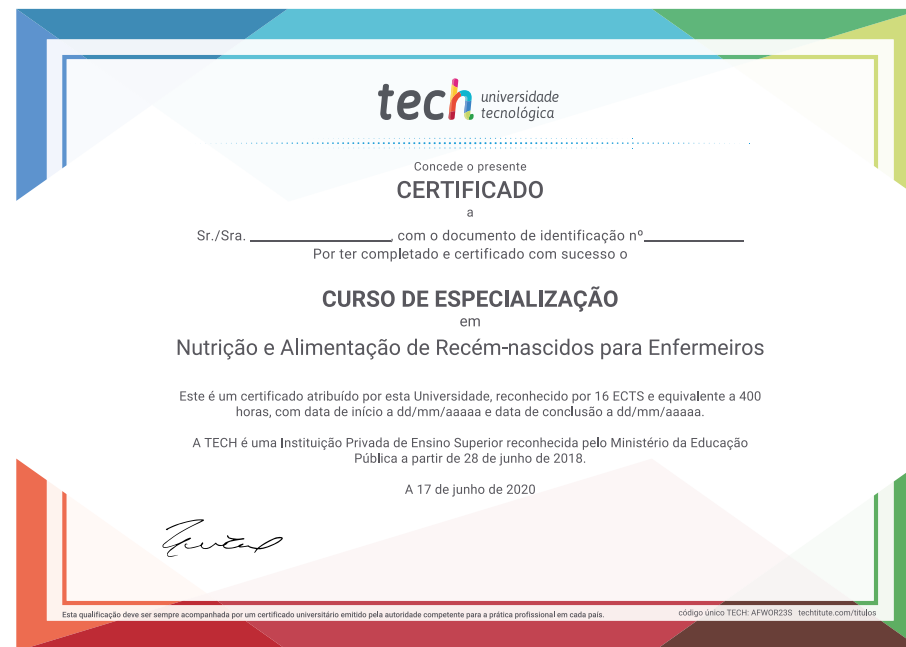 tech universidade
tecnológica
Concede o presente
CERTIFICADO
a
Sr./Sra. ____________, com o documento de identificação nº__________
Por ter completado e certificado com sucesso o
CURSO DE ESPECIALIZAÇÃO
em
Nutrição e Alimentação de Recém-nascidos para Enfermeiros
Este é um certificado atribuído por esta Universidade, reconhecido por 16 ECTS e equivalente a 400
horas, com data de início a dd/mm/aaaaa e data de conclusão a dd/mm/aaaaa.
A TECH é uma Instituição Privada de Ensino Superior reconhecida pelo Ministério da Educação
Pública a partir de 28 de junho de 2018.
A 17 de junho de 2020
Esta qualificação deve ser sempre acompanhada por um certificado universitário emitido pela autoridade competente para a prática profissional em cada país.
código único TECH: AFWOR23S techtitute.com/titulos